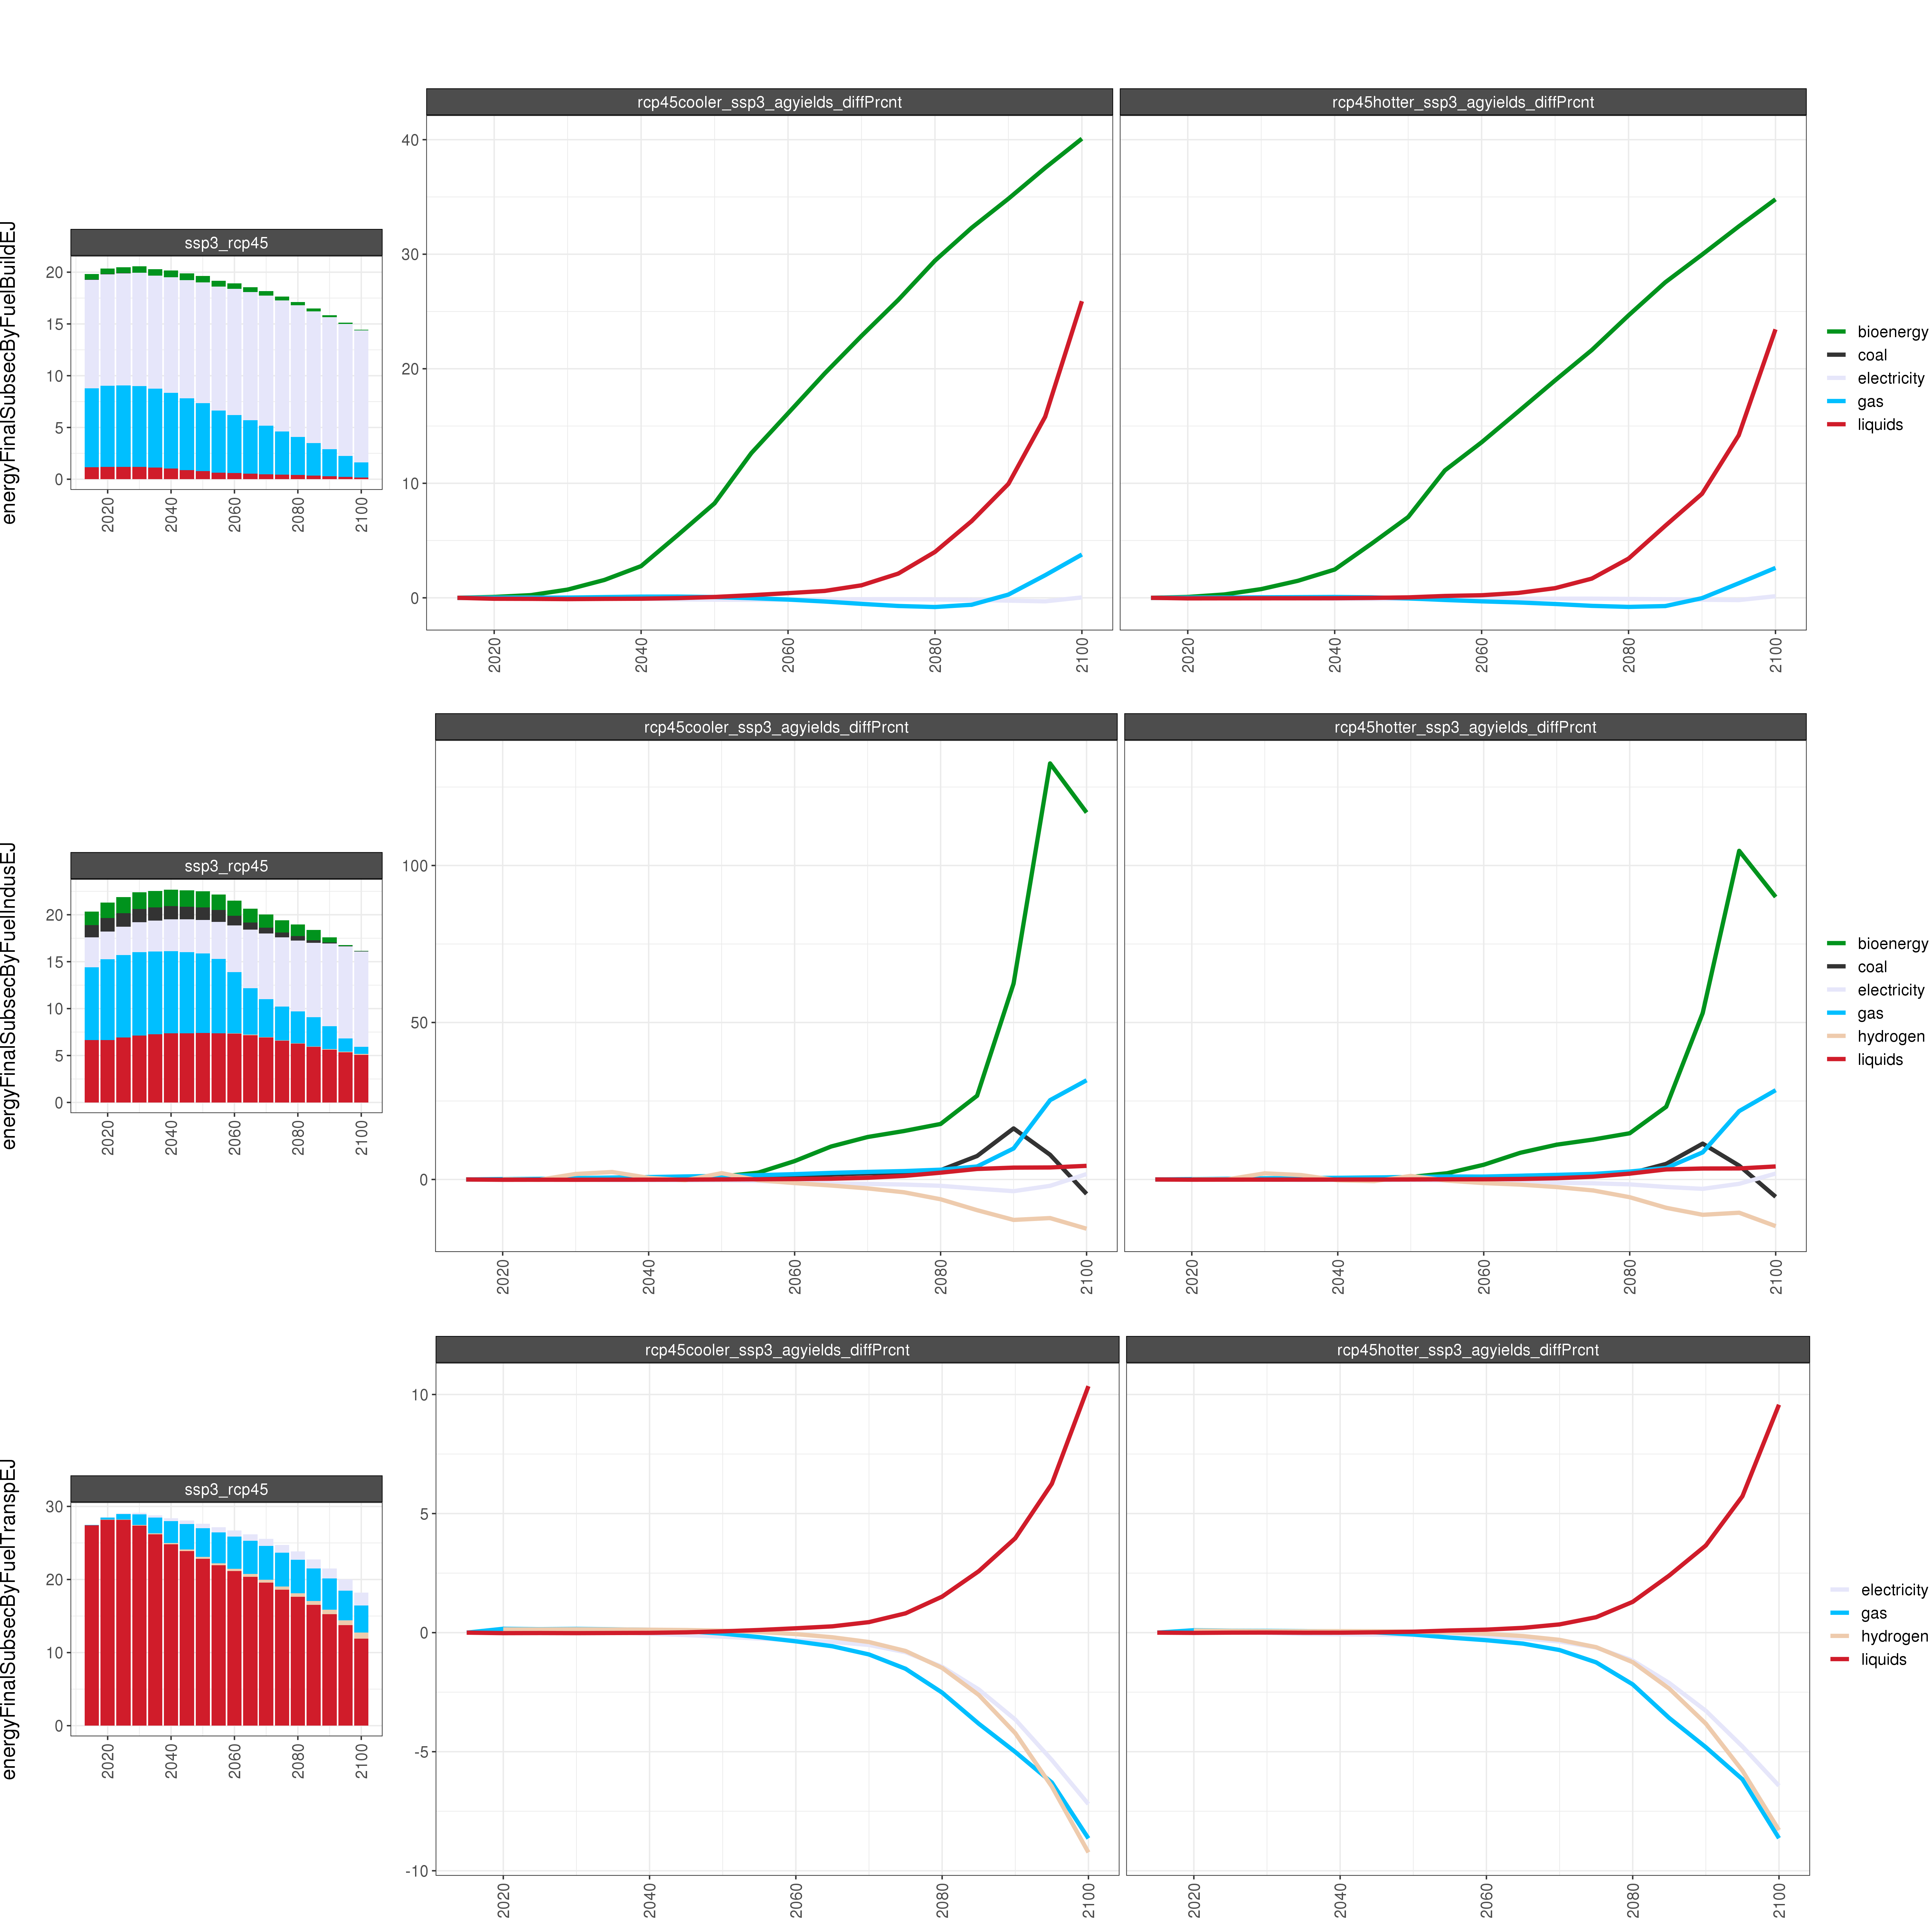 energyFinalSubsecByFuelBuildEJ
ssp3_rcp45
20
15
10
5
0
2020 2040 2060 2080 2100
rcp45cooler_ssp3_agyields_diffPrcnt
rcp45hotter_ssp3_agyields_diffPrcnt
40
30
20
10
0
2020 2040 2060 2080 2100
2020 2040 2060 2080 2100
bioenergy
coal
electricity
gas
liquids
energyFinalSubsecByFuelIndusEJ
ssp3_rcp45
20
15
10
5
0
2020 2040 2060 2080 2100
rcp45cooler_ssp3_agyields_diffPrcnt
rcp45hotter_ssp3_agyields_diffPrcnt
100
50
0
2020 2040 2060 2080 2100
2020 2040 2060 2080 2100
bioenergy
coal
electricity
gas
hydrogen
liquids
energyFinalSubsecByFuelTranspEJ
ssp3_rcp45
30
20
10
0
2020 2040 2060 2080 2100
rcp45cooler_ssp3_agyields_diffPrcnt
rcp45hotter_ssp3_agyields_diffPrcnt
10
5
0
-5
-10
2020 2040 2060 2080 2100
2020 2040 2060 2080 2100
electricity
gas
hydrogen
liquids